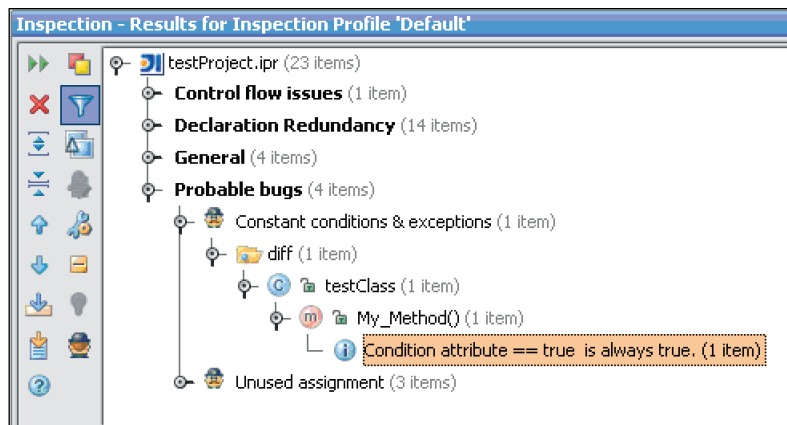 Inspection - Results for Inspection Profile 'Default'
testProject.ipr (23 items)
Control flow issues (1 item)
Declaration Redundancy (14 items)
General (4 items)
Probable bugs (4 items)
Constant conditions & exceptions (1 item)
diff (1 item)
C testClass (1 item)
m My_Method() (1 item)
i Condition attribute == true  is always true. (1 item)
Unused assignment (3 items)
?